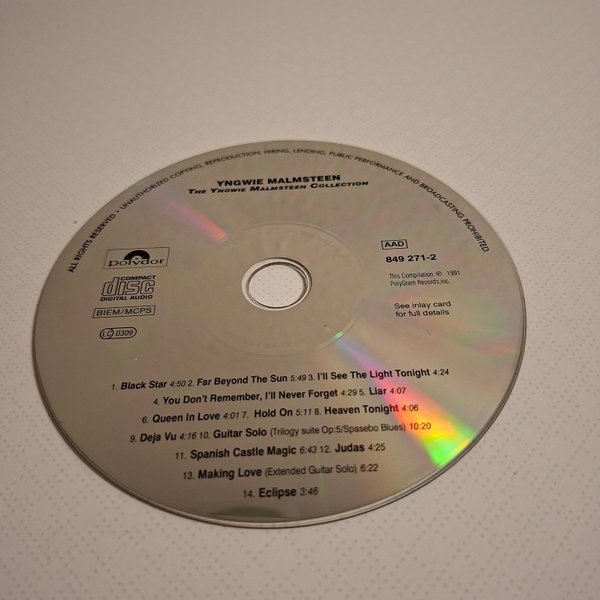 ALL RIGHTS RESERVED • UNAUTHORIZED COPYING, REPRODUCTION, HIRING, LENDING, PUBLIC PERFORMANCE AND BROADCASTING PROHIBITED.
YNGWIE MALMSTEEN
THE YNGWIE MALMSTEEN COLLECTION
Polydor
COMPACT
disc
DIGITAL AUDIO
BIEM/MCPS
LC 0309
AAD
849 271-2
This Compilation ℗ 1991
PolyGram Records, Inc.
See inlay card
for full details
1. Black Star 4:50 2. Far Beyond The Sun 5:49 3. I'll See The Light Tonight 4:24
4. You Don't Remember, I'll Never Forget 4:29 5. Liar 4:07
6. Queen In Love 4:01 7. Hold On 5:11 8. Heaven Tonight 4:06
9. Deja Vu 4:16 10. Guitar Solo (Trilogy suite Op:5/Spasebo Blues) 10:20
11. Spanish Castle Magic 6:43 12. Judas 4:25
13. Making Love (Extended Guitar Solo) 6:22
14. Eclipse 3:46